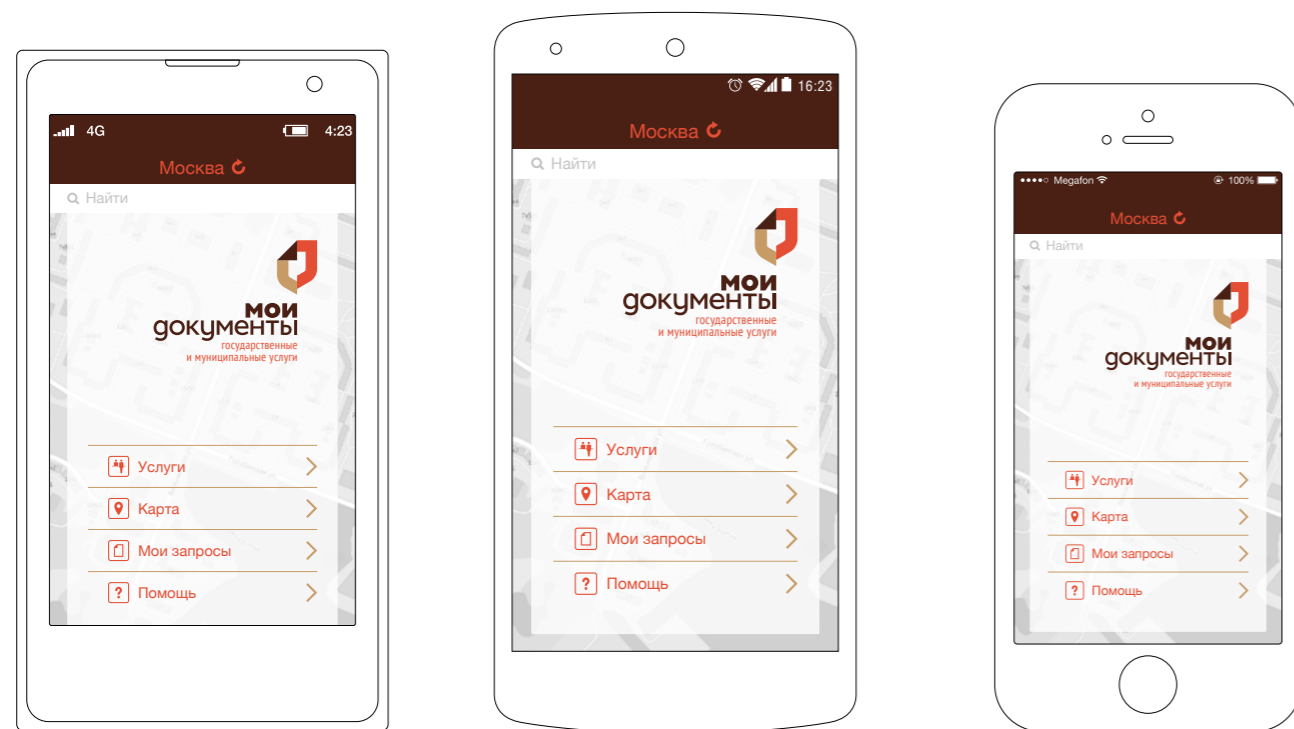 4G 4:23
Москва
Найти
мои
документы
государственные
и муниципальные услуги
Услуги
Карта
Мои запросы
? Помощь
16:23
Москва
Найти
мои
документы
государственные
и муниципальные услуги
Услуги
Карта
Мои запросы
? Помощь
Megafon 100%
Москва
Найти
мои
документы
государственные
и муниципальные услуги
Услуги
Карта
Мои запросы
? Помощь